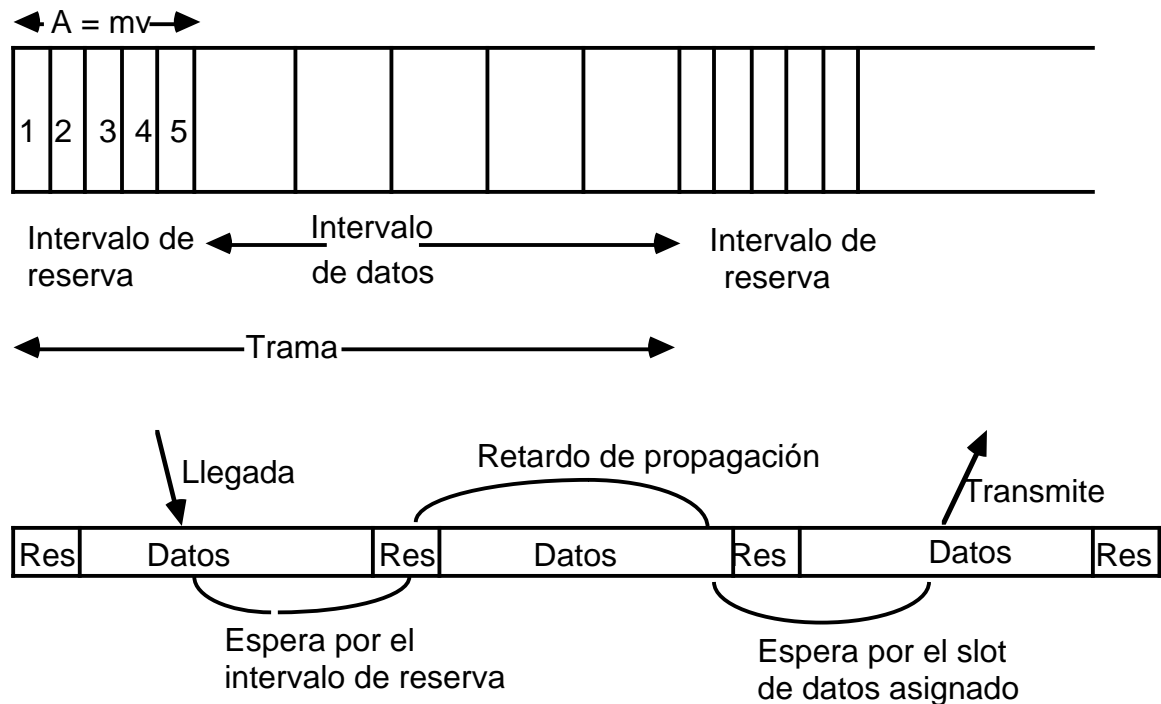 A = mv
1 2 3 4 5
Intervalo de
reserva
Intervalo
de datos
Intervalo de
reserva
Trama
Llegada
Retardo de propagación
Transmite
Res Datos Res Datos Res Datos Res
Espera por el
intervalo de reserva
Espera por el slot
de datos asignado